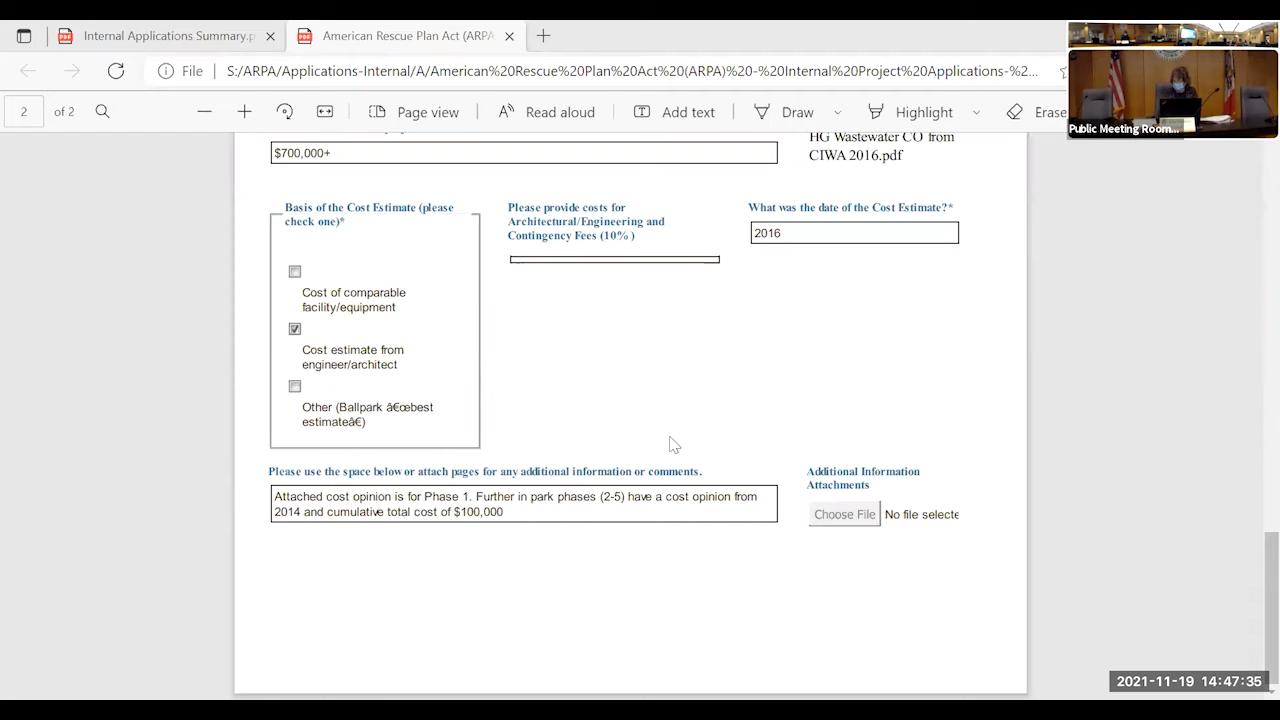 Internal Applications Summary.p
American Rescue Plan Act (ARPA
File
S:/ARPA/Applications-Internal/A/American%20Rescue%20Plan%20Act%20(ARPA)%20-%20Internal%20Project%20Applications-%2...
2
of 2
Page view
Read aloud
Add text
Draw
Highlight
Erase
Public Meeting Room...
HG Wastewater CO from
CIWA 2016.pdf
$700,000+
Basis of the Cost Estimate (please
check one)*
Cost of comparable
facility/equipment
Cost estimate from
engineer/architect
Other (Ballpark â€œbest
estimateâ€)
Please provide costs for
Architectural/Engineering and
Contingency Fees (10% )
What was the date of the Cost Estimate?*
2016
Please use the space below or attach pages for any additional information or comments.
Attached cost opinion is for Phase 1. Further in park phases (2-5) have a cost opinion from
2014 and cumulative total cost of $100,000
Additional Information
Attachments
Choose File No file selecte
2021-11-19 14:47:35